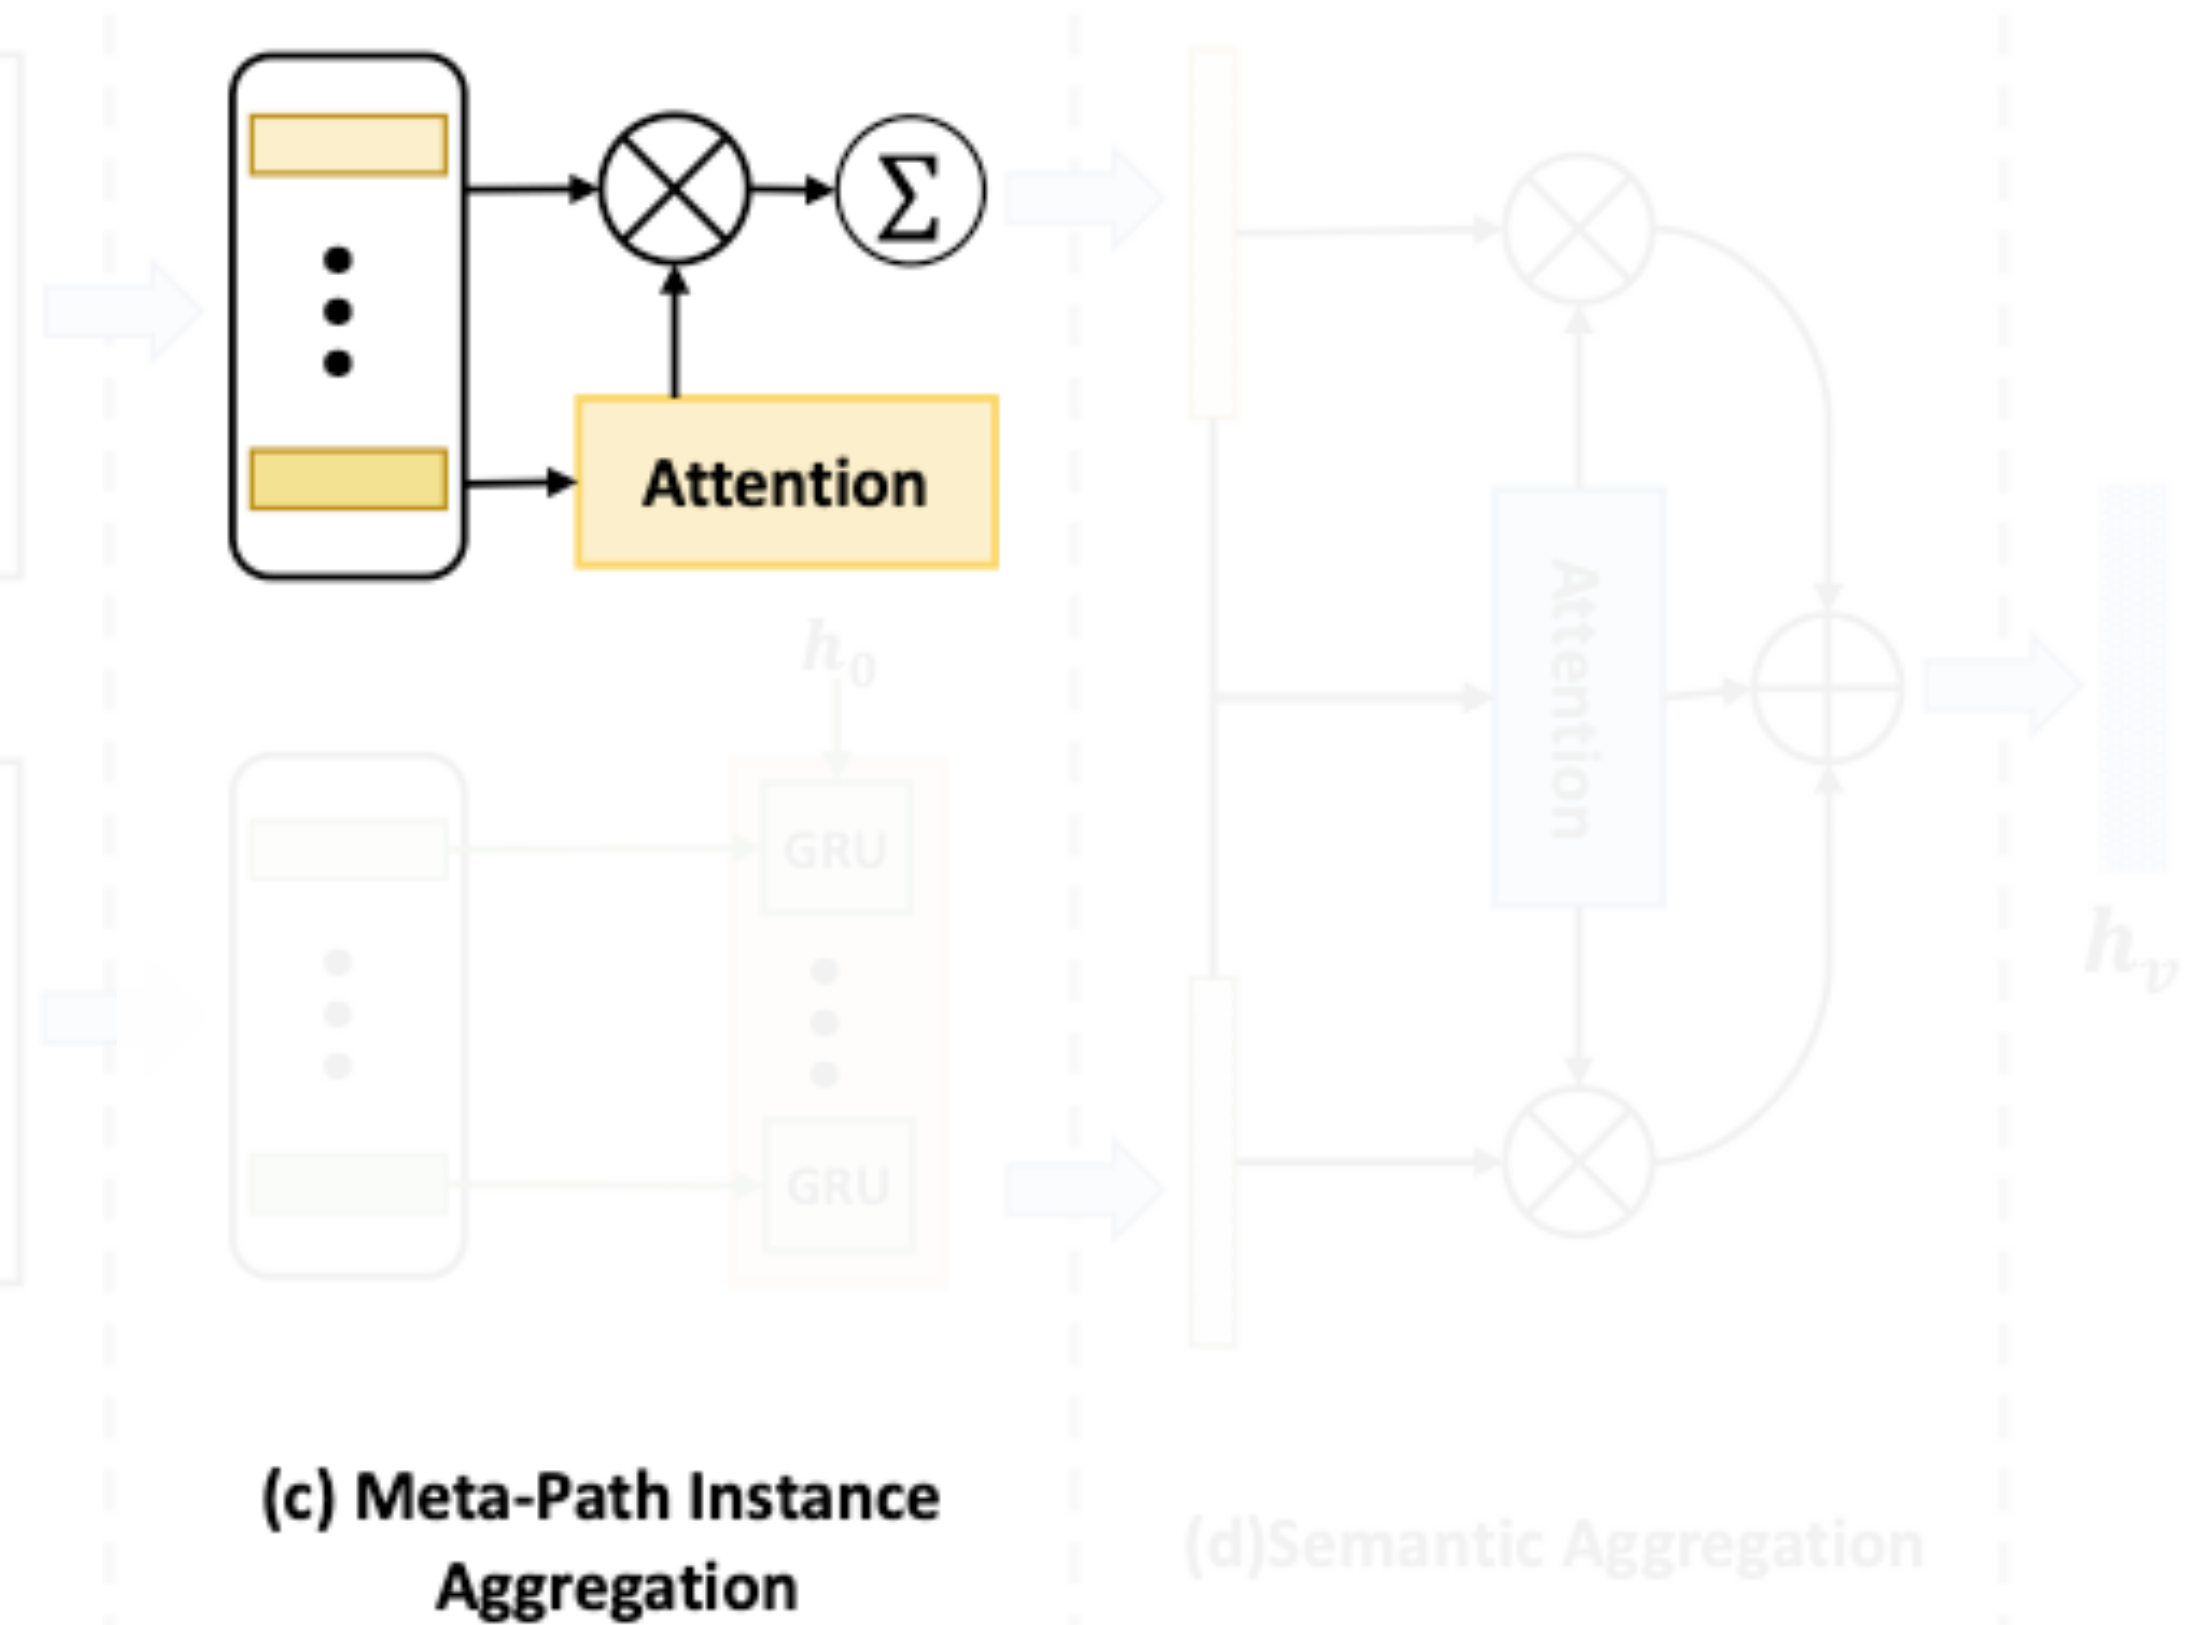 Σ
Attention
h₀
GRU
GRU
Attention
hᵥ
(c) Meta-Path Instance
Aggregation
(d)Semantic Aggregation